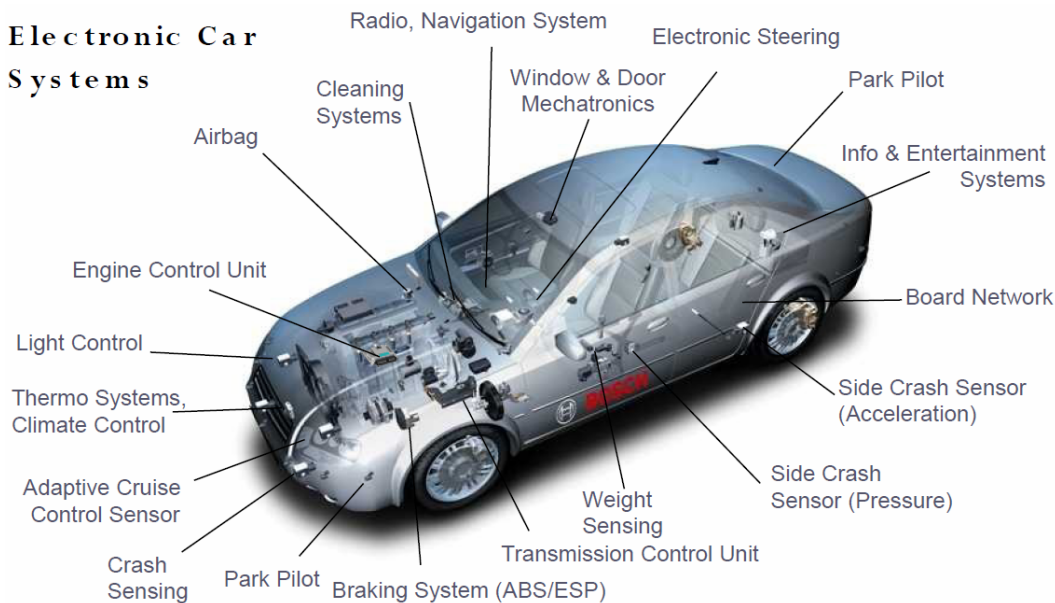 Electronic Car
Systems
Radio, Navigation System
Electronic Steering
Cleaning
Systems
Window & Door
Mechatronics
Park Pilot
Airbag
Info & Entertainment
Systems
Engine Control Unit
Board Network
Light Control
Thermo Systems,
Climate Control
Side Crash Sensor
(Acceleration)
Adaptive Cruise
Control Sensor
Side Crash
Sensor (Pressure)
Weight
Sensing
Transmission Control Unit
Crash
Sensing
Park Pilot
Braking System (ABS/ESP)
BOSCH